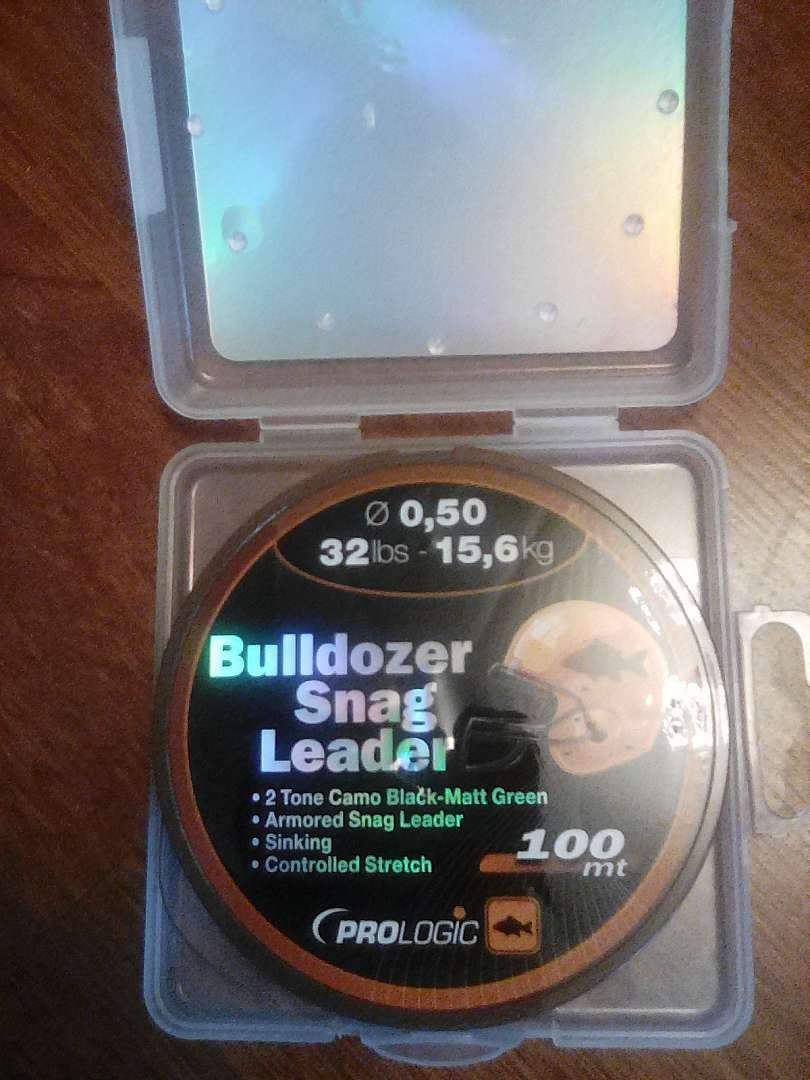 Ø 0,50
32lbs - 15,6kg
Bulldozer
Snag
Leader
• 2 Tone Camo Black-Matt Green
• Armored Snag Leader
• Sinking
• Controlled Stretch
100
mt
PROLOGIC